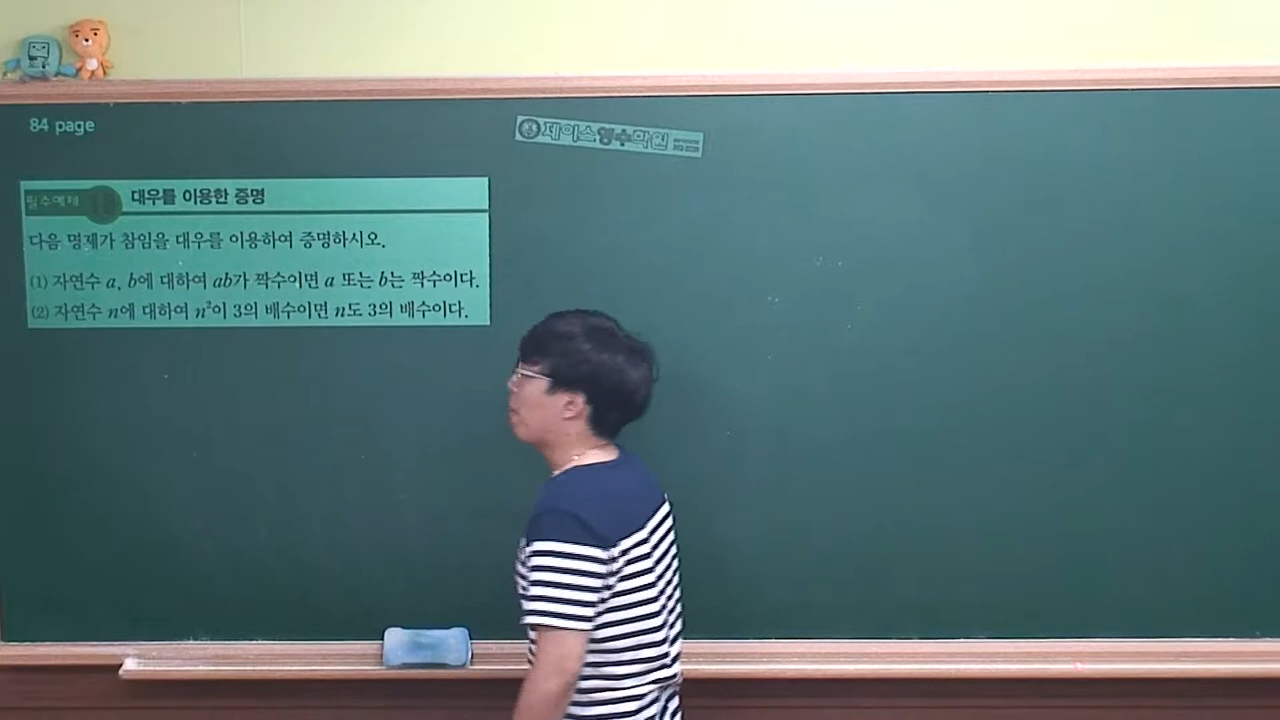 84 page
제이스영수학원
필수예제 대우를 이용한 증명
다음 명제가 참임을 대우를 이용하여 증명하시오.
(1) 자연수 a, b에 대하여 ab가 짝수이면 a 또는 b는 짝수이다.
(2) 자연수 n에 대하여 n²이 3의 배수이면 n도 3의 배수이다.